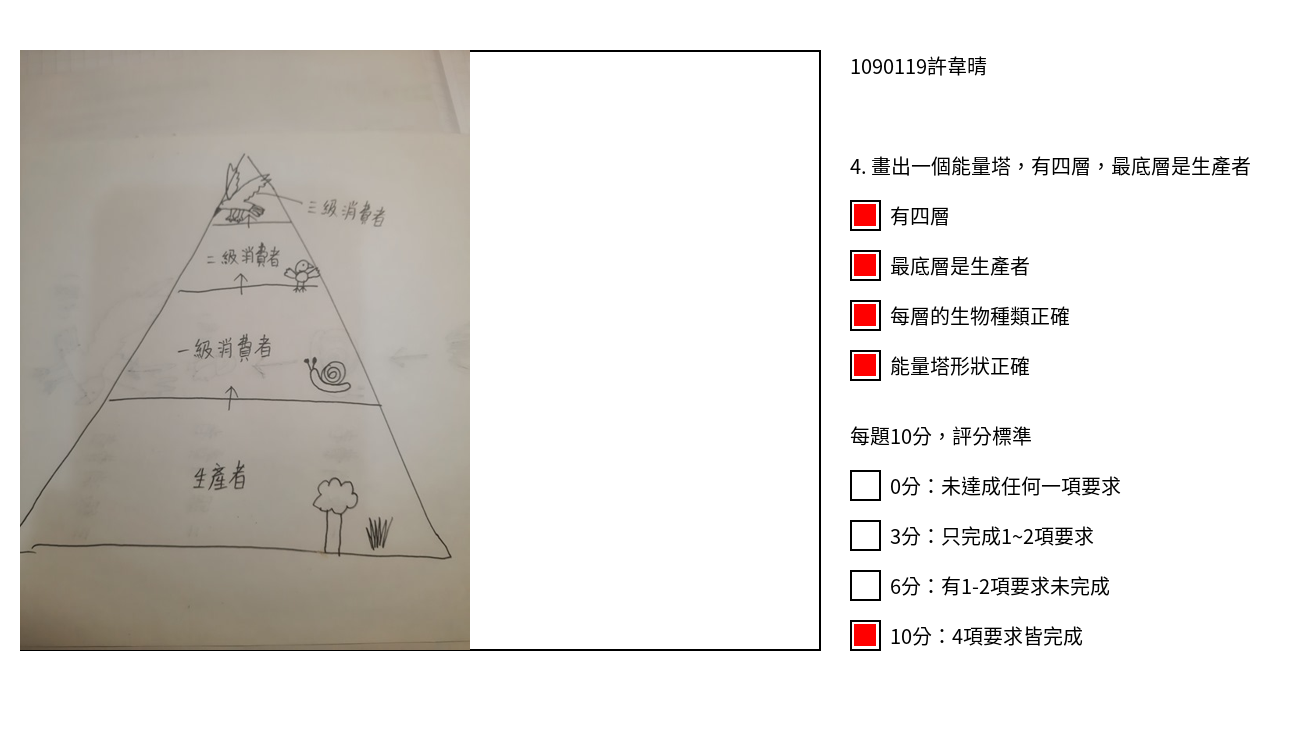 1090119許韋晴
4. 畫出一個能量塔，有四層，最底層是生產者
有四層
最底層是生產者
每層的生物種類正確
能量塔形狀正確
每題10分，評分標準
0分：未達成任何一項要求
3分：只完成1~2項要求
6分：有1-2項要求未完成
10分：4項要求皆完成
三級消費者
二級消費者
一級消費者
生產者